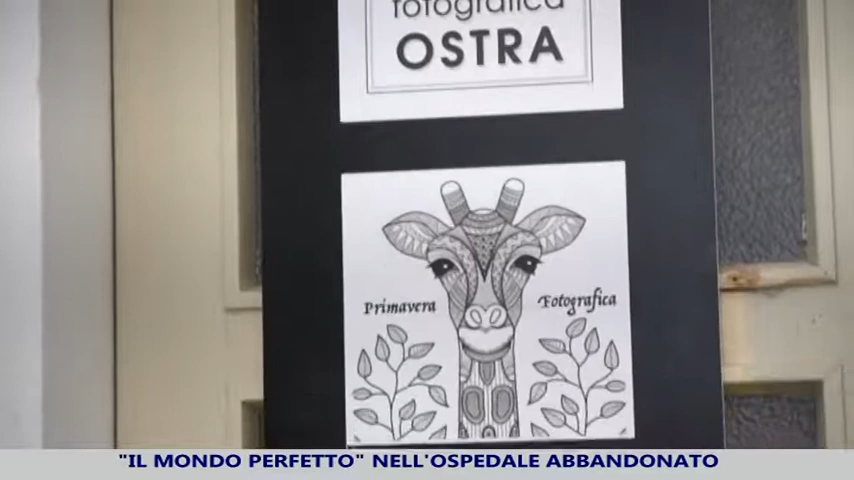 fotografica
OSTRA
Primavera Fotografica
"IL MONDO PERFETTO" NELL'OSPEDALE ABBANDONATO